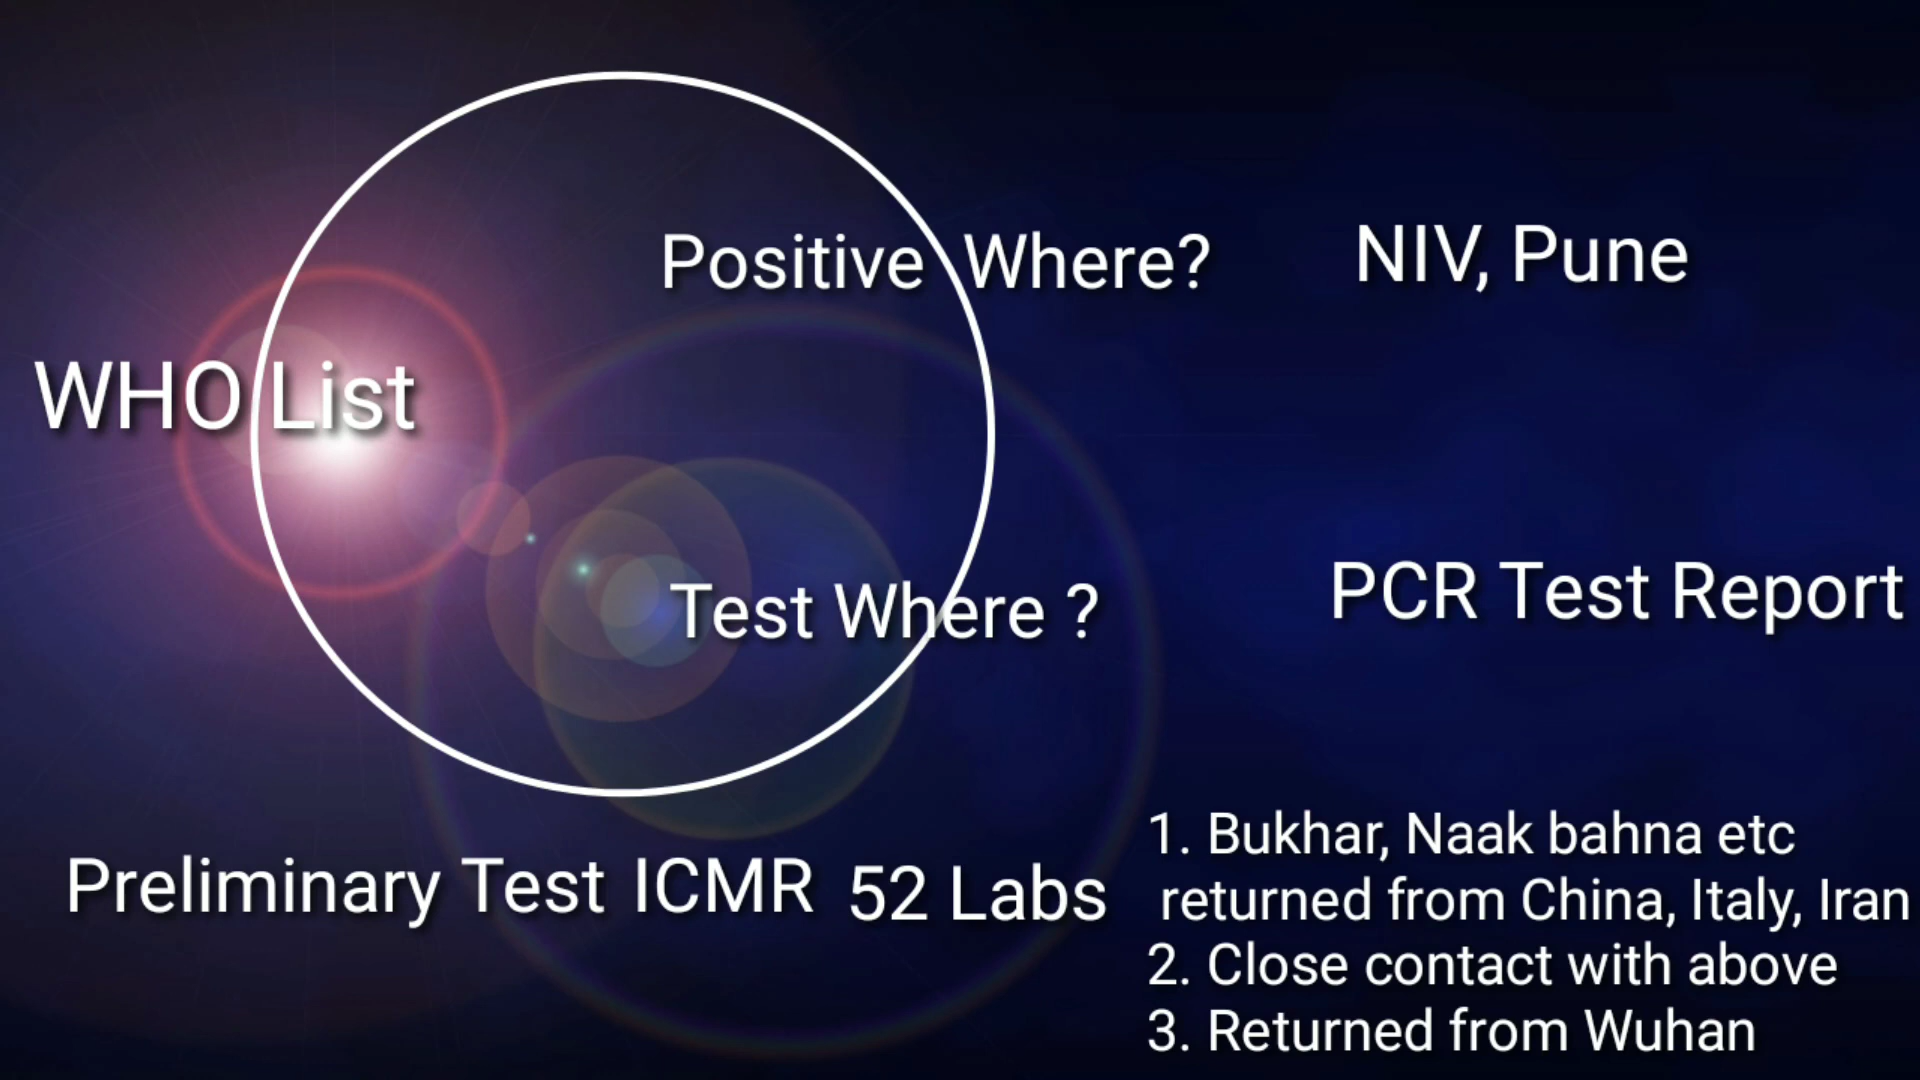 Positive Where?
NIV, Pune
WHO List
Test Where ?
PCR Test Report
Preliminary Test ICMR 52 Labs
1. Bukhar, Naak bahna etc
returned from China, Italy, Iran
2. Close contact with above
3. Returned from Wuhan